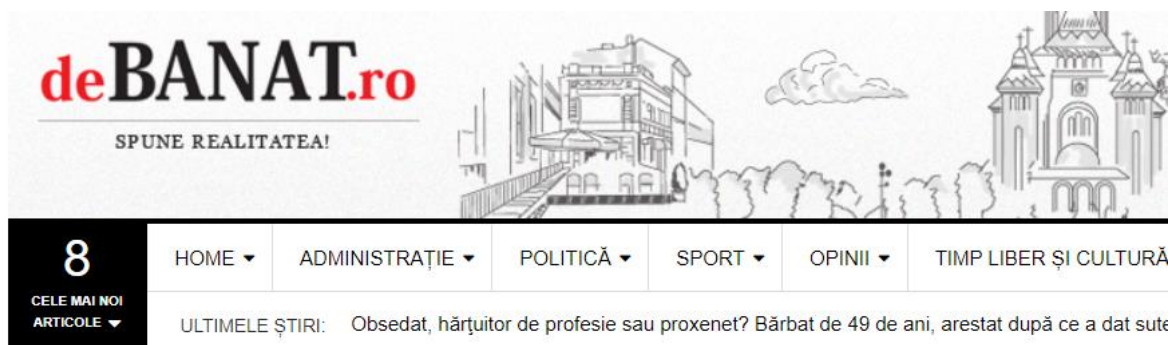 deBANAT.ro
SPUNE REALITATEA!
8
CELE MAI NOI
ARTICOLE
HOME ADMINISTRAȚIE POLITICĂ SPORT OPINII TIMP LIBER ȘI CULTURĂ
ULTIMELE ȘTIRI: Obsedat, hărțuitor de profesie sau proxenet? Bărbat de 49 de ani, arestat după ce a dat sute